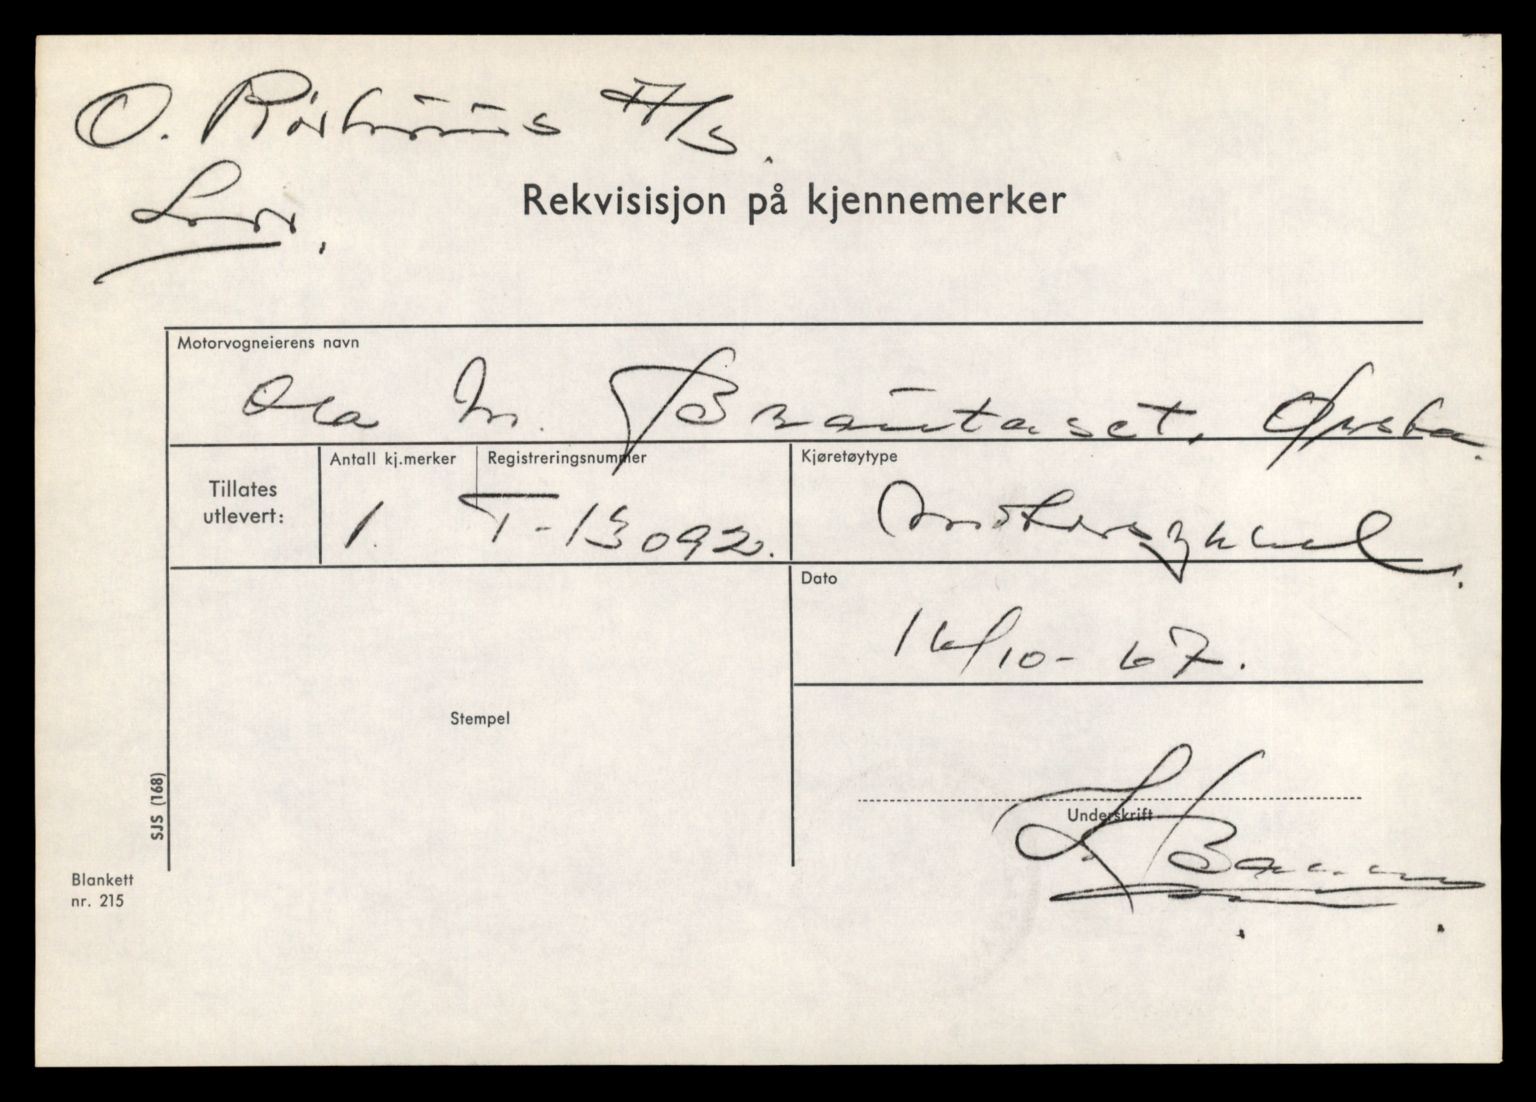 O. A/S.
Rekvisisjon på kjennemerker
Motorvogneierens navn
Ola M. Brautaset, Ørsta.
Tillates
utlevert:
Antall kj.merker
1.
Registreringsnummer
T-13092.
Kjøretøytype
Motorsykkel.
Dato
16/10-67.
Stempel
Underskrift
SJS (168)
Blankett
nr. 215